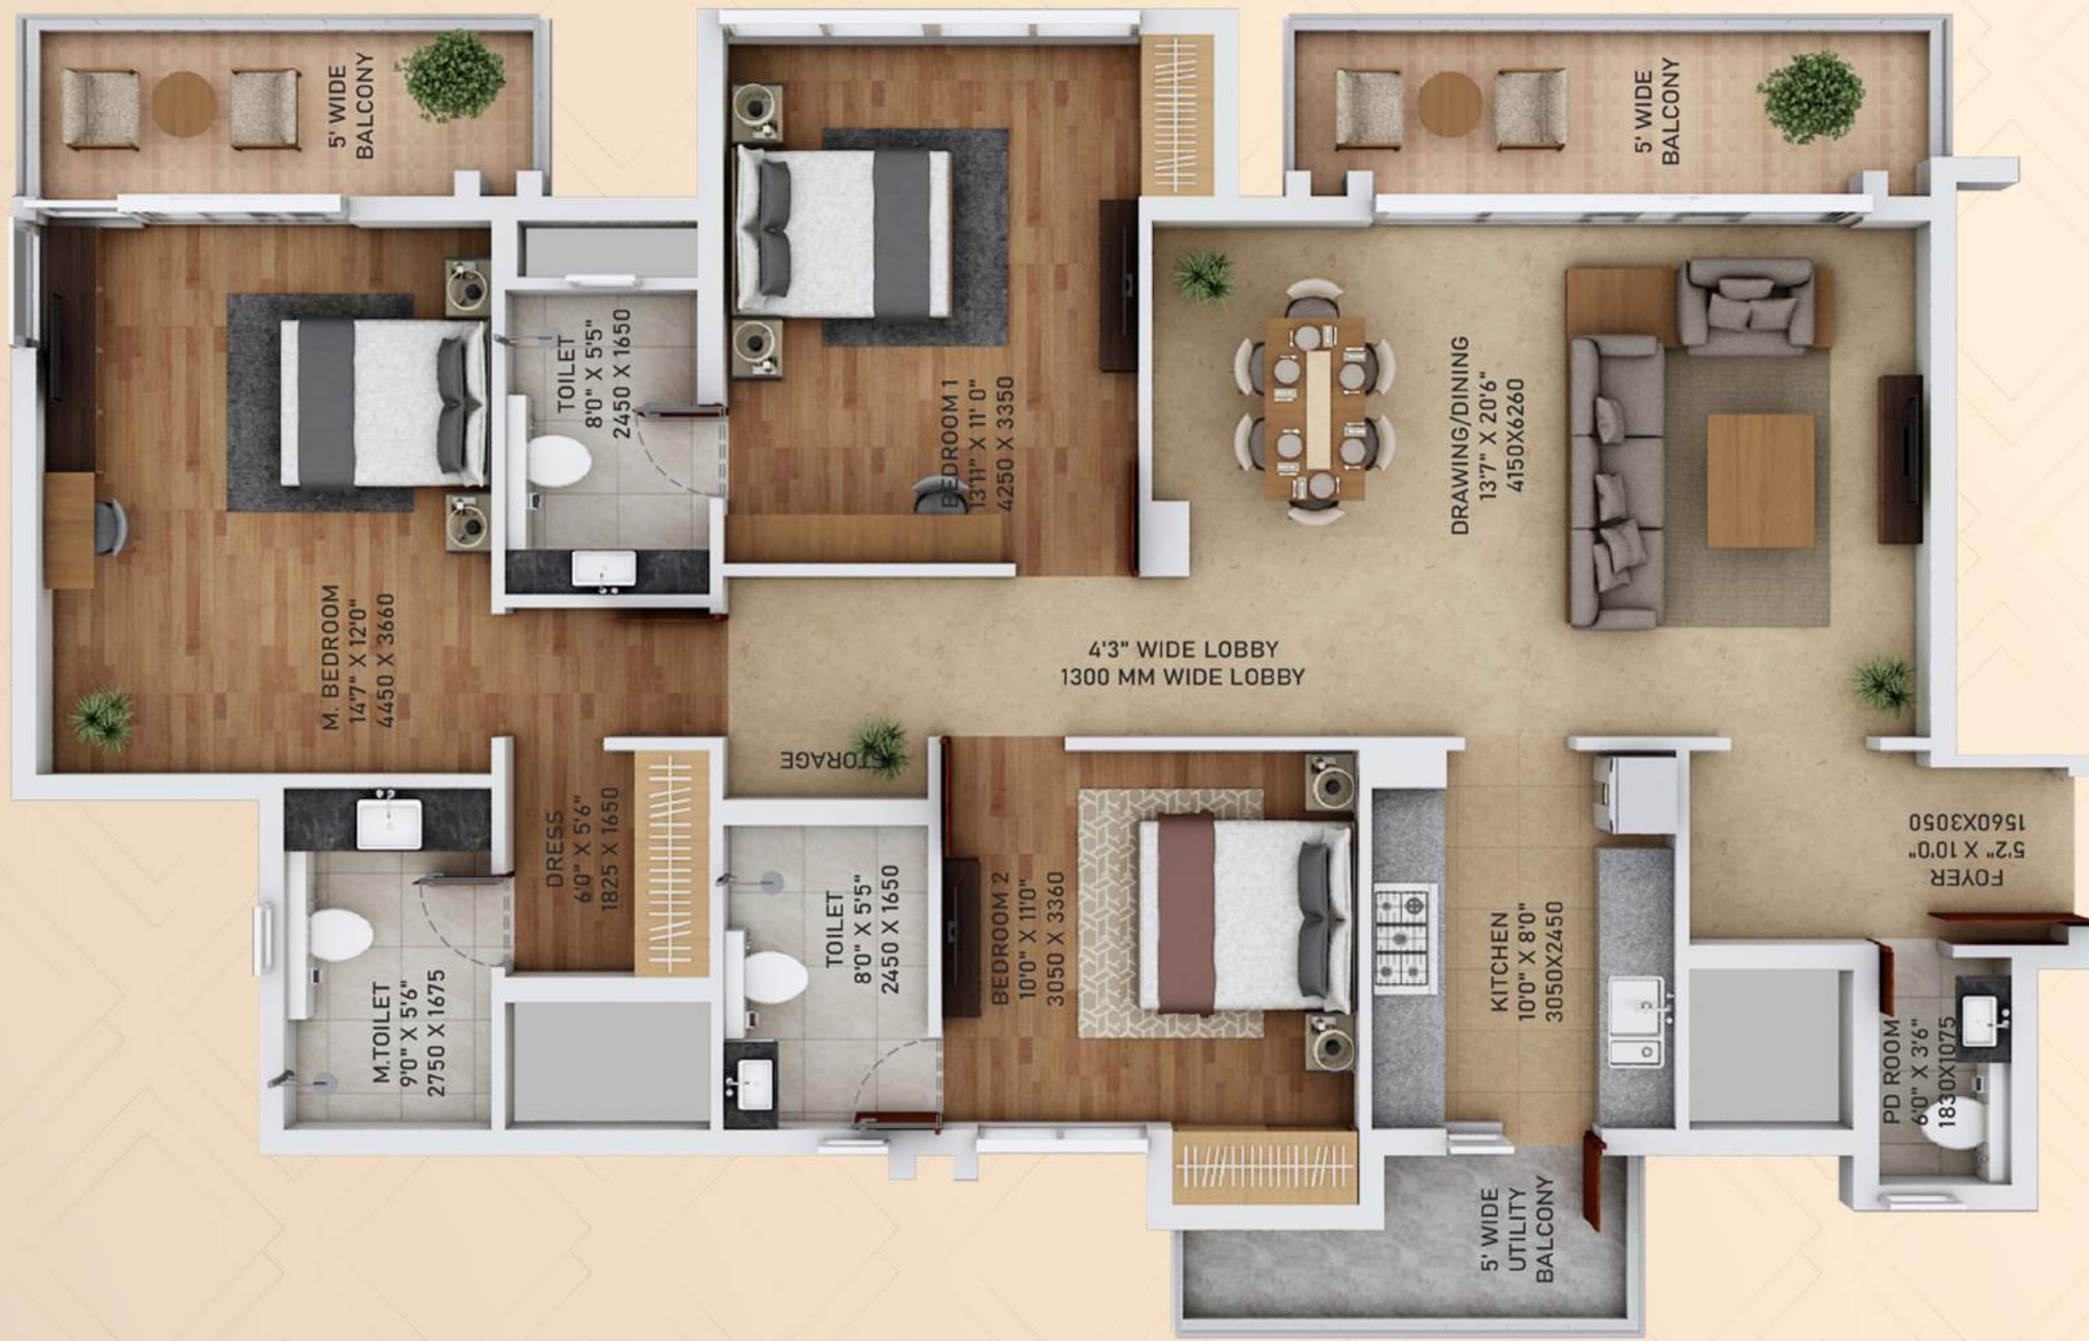 5' WIDE
BALCONY
5' WIDE
BALCONY
TOILET
8'0" X 5'5"
2450 X 1650
BEDROOM 1
13'11" X 11' 0"
4250 X 3350
DRAWING/DINING
13'7" X 20'6"
4150X6260
M. BEDROOM
14'7" X 12'0"
4450 X 3660
4'3" WIDE LOBBY
1300 MM WIDE LOBBY
STORAGE
DRESS
6'0" X 5'6"
1825 X 1650
TOILET
8'0" X 5'5"
2450 X 1650
BEDROOM 2
10'0" X 11'0"
3050 X 3360
KITCHEN
10'0" X 8'0"
3050X2450
FOYER
5'2" X 10'0"
1560X3050
M.TOILET
9'0" X 5'6"
2750 X 1675
PD ROOM
6'0" X 3'6"
1830X1075
5' WIDE
UTILITY
BALCONY